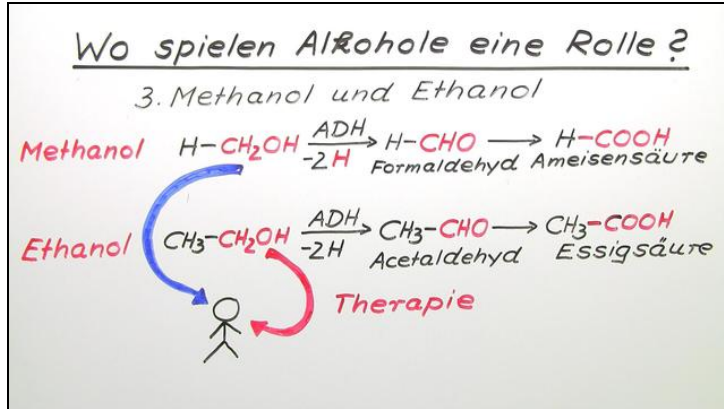 Wo spielen Alkohole eine Rolle?
3. Methanol und Ethanol
Methanol H-CH₂OH ADH -2H → H-CHO → H-COOH
Formaldehyd Ameisensäure
Ethanol CH₃-CH₂OH ADH -2H → CH₃-CHO → CH₃-COOH
Acetaldehyd Essigsäure
Therapie